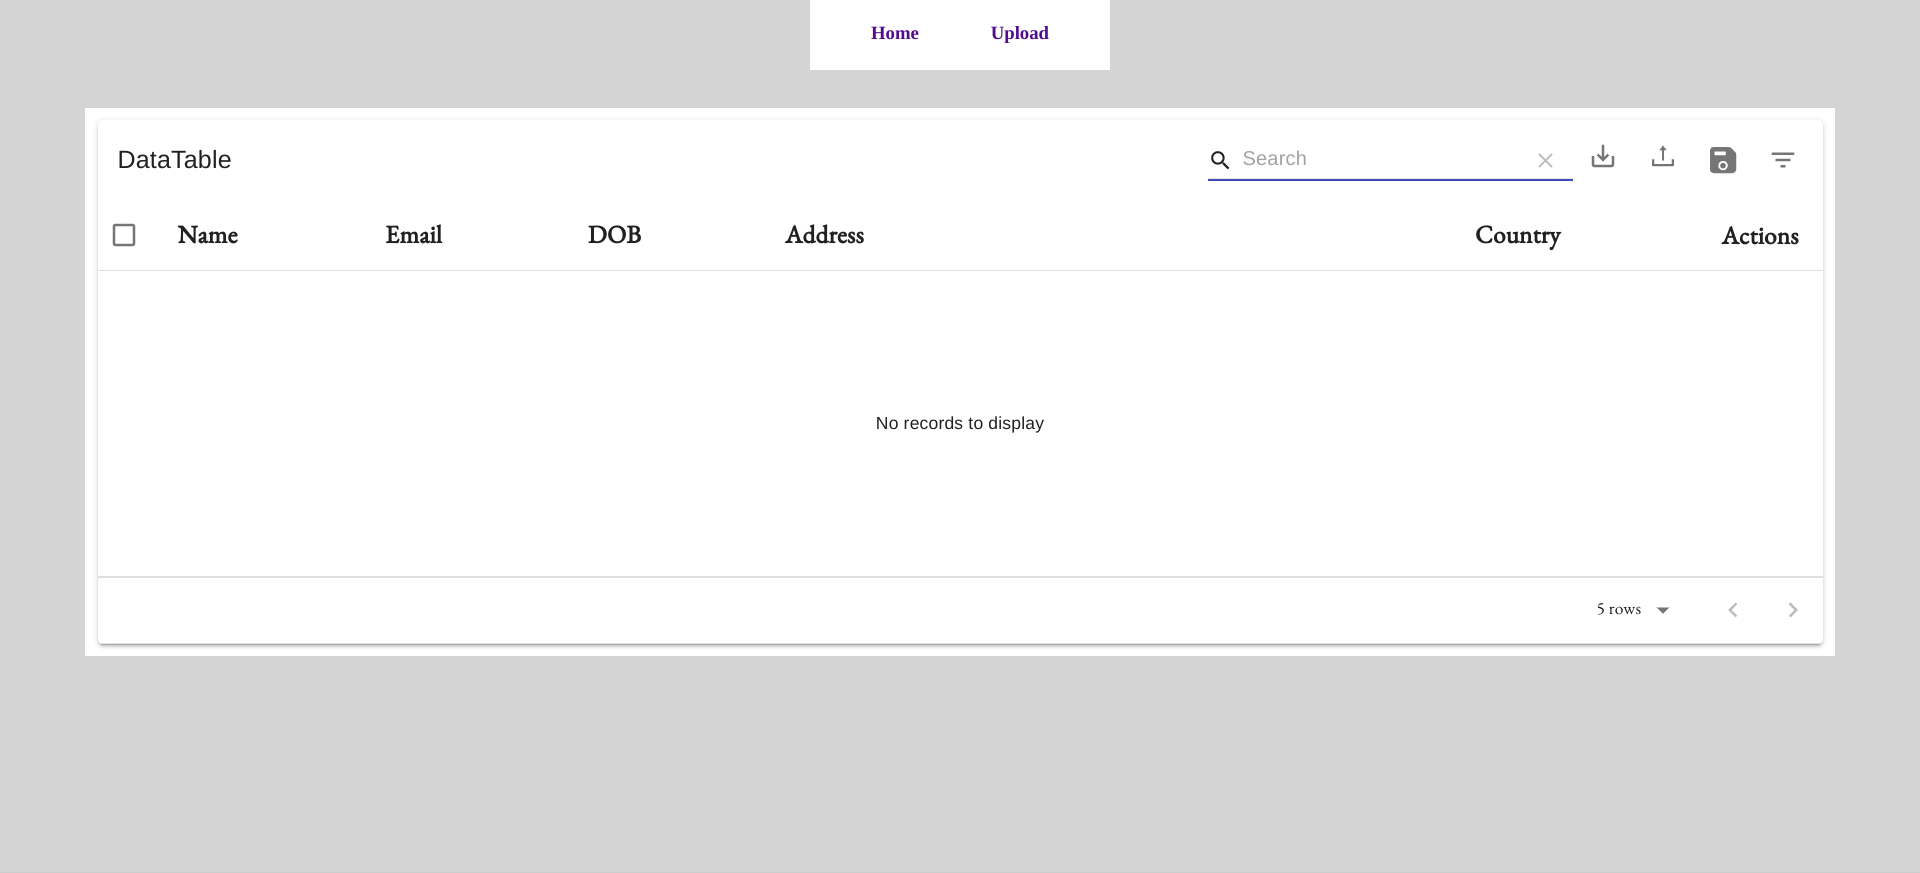 Home Upload
DataTable Search
Name Email DOB Address Country Actions
No records to display
5 rows